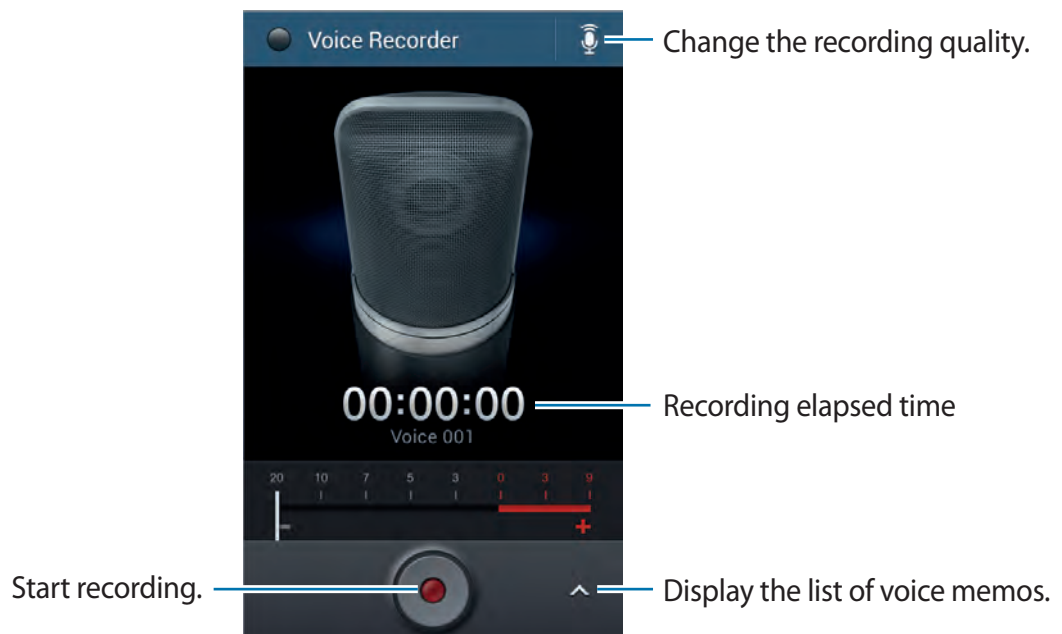 Voice Recorder
Change the recording quality.
00:00:00
Recording elapsed time
Voice 001
20 10 7 5 3 0 3 9
- +
Start recording.
Display the list of voice memos.